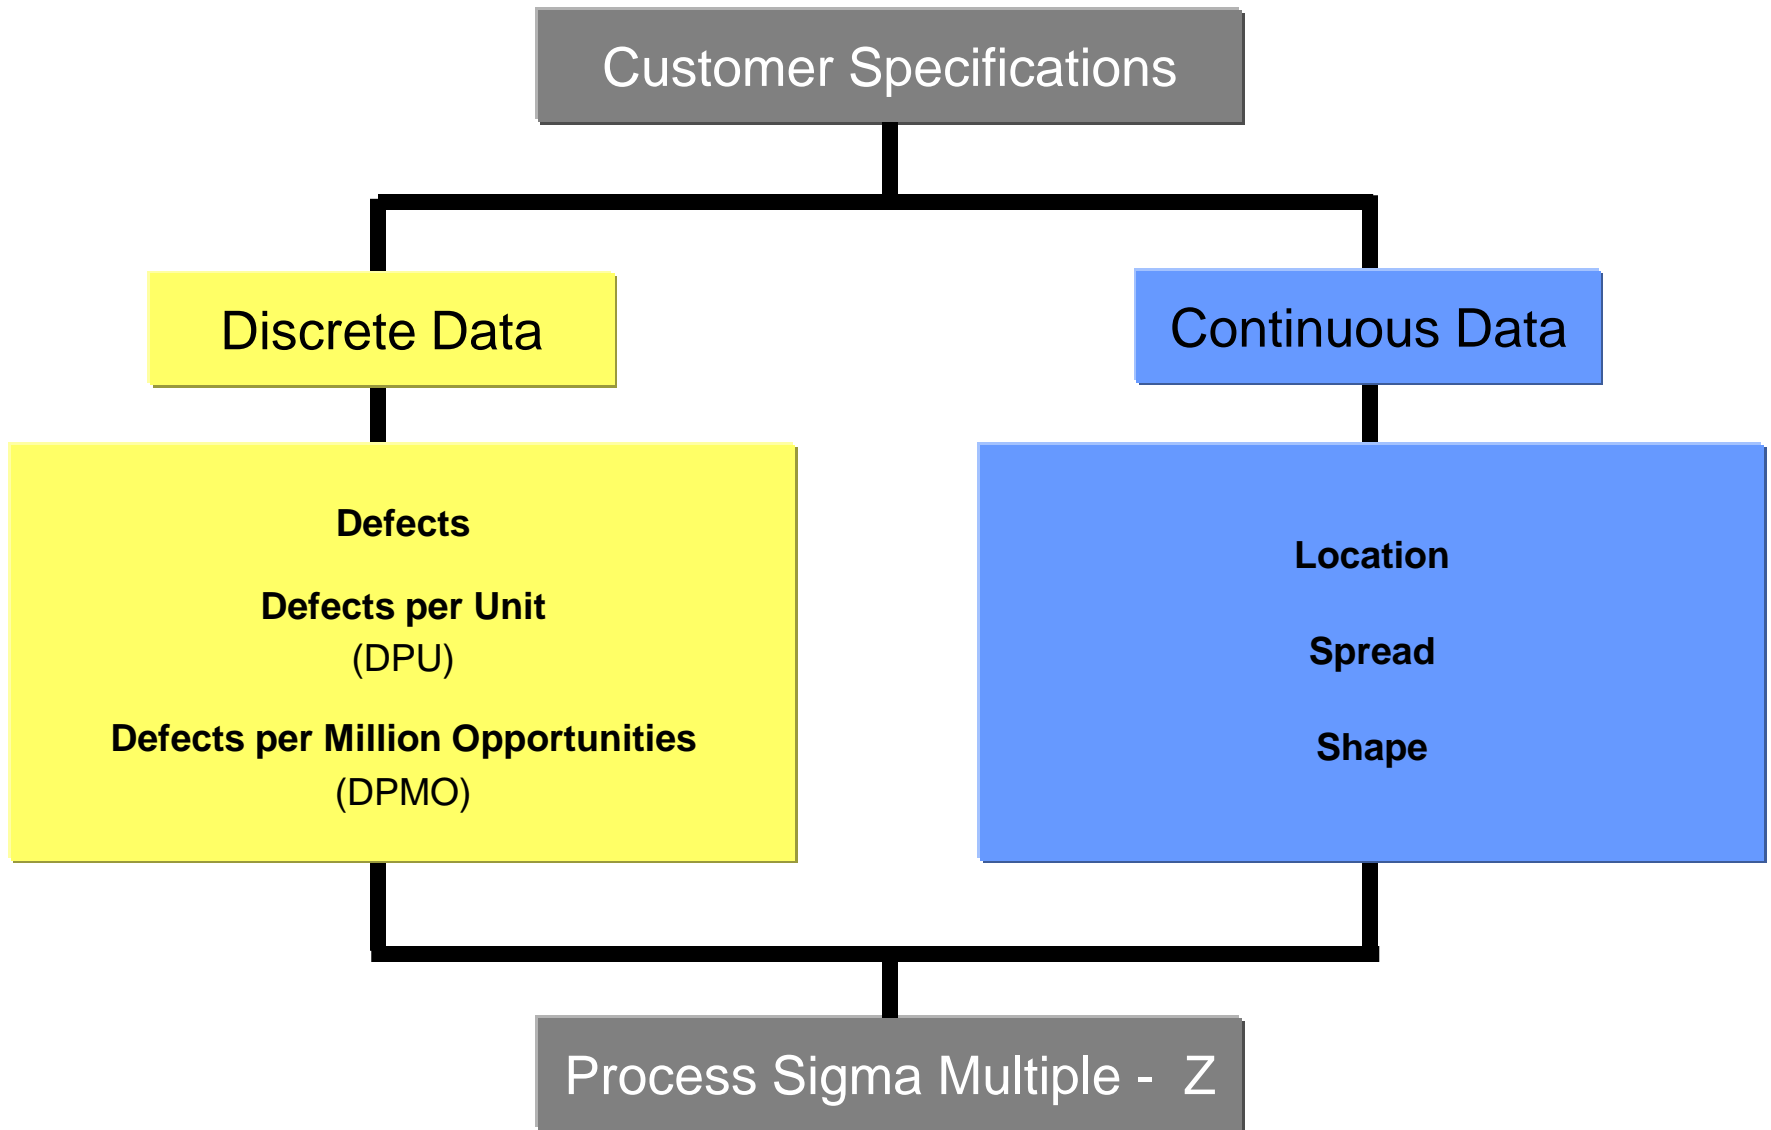 Customer Specifications
Discrete Data
Continuous Data
Defects
Defects per Unit
(DPU)
Defects per Million Opportunities
(DPMO)
Location
Spread
Shape
Process Sigma Multiple -  Z